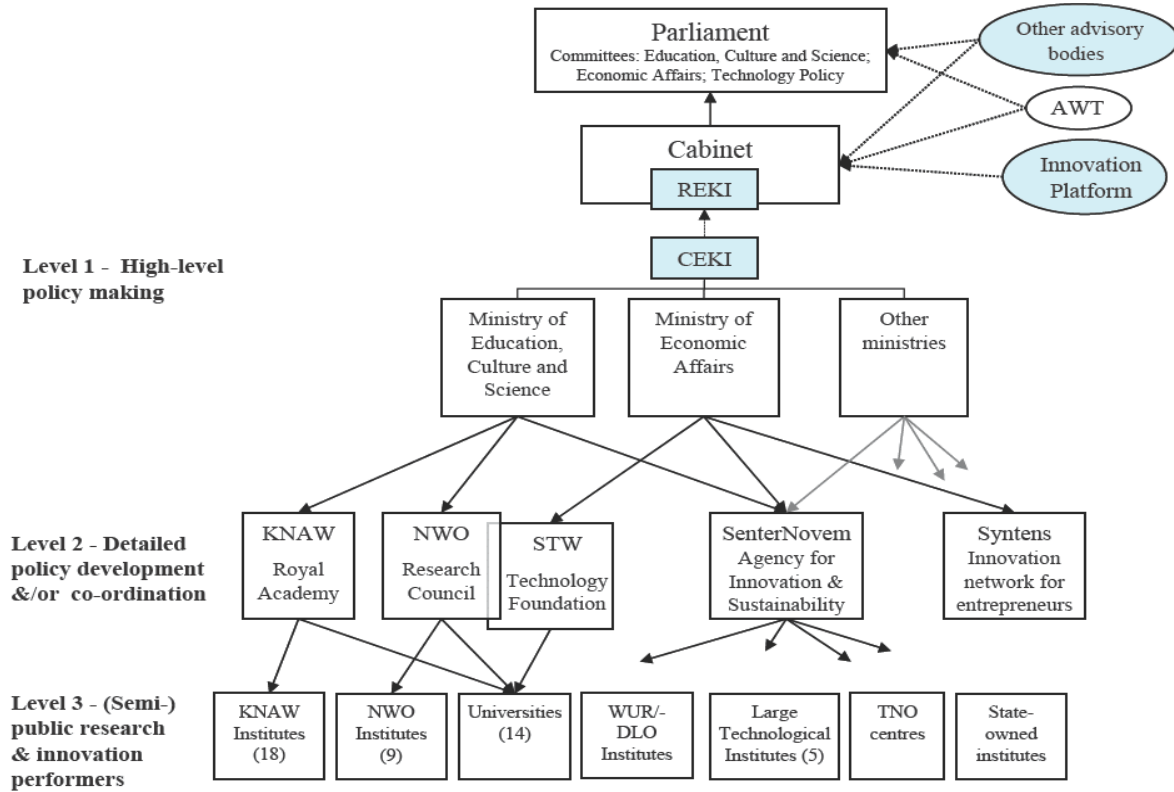 Parliament
Committees: Education, Culture and Science;
Economic Affairs; Technology Policy
Other advisory
bodies
AWT
Cabinet
REKI
Innovation
Platform
CEKI
Level 1 - High-level
policy making
Ministry of
Education,
Culture and
Science
Ministry of
Economic
Affairs
Other
ministries
Level 2 - Detailed
policy development
&/or co-ordination
KNAW
Royal
Academy
NWO
Research
Council
STW
Technology
Foundation
SenterNovem
Agency for
Innovation &
Sustainability
Syntens
Innovation
network for
entrepreneurs
Level 3 - (Semi-)
public research
& innovation
performers
KNAW
Institutes
(18)
NWO
Institutes
(9)
Universities
(14)
WUR/-
DLO
Institutes
Large
Technological
Institutes (5)
TNO
centres
State-
owned
institutes